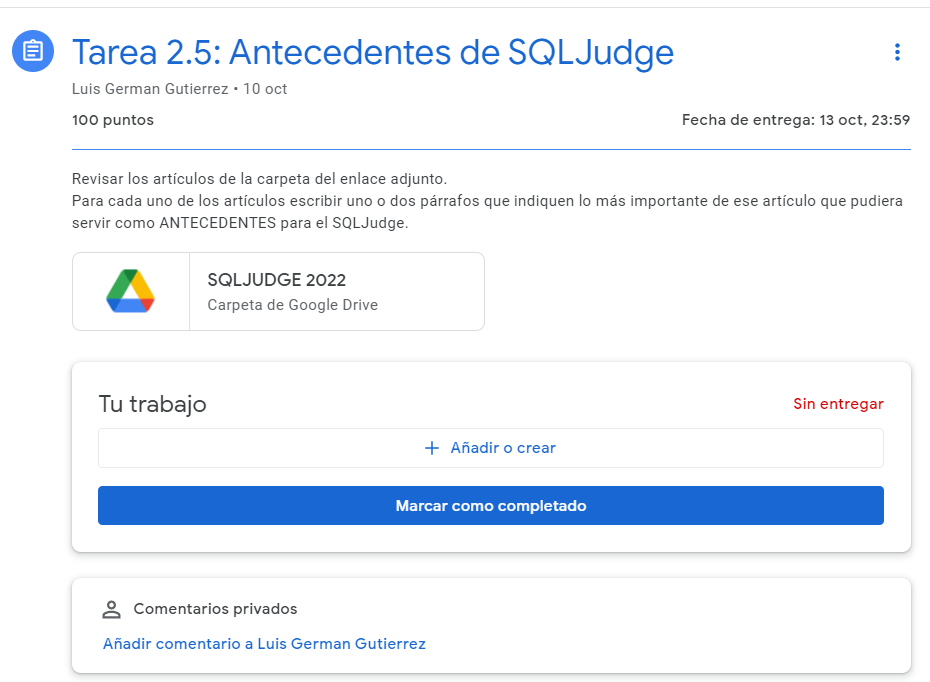 Tarea 2.5: Antecedentes de SQLJudge
Luis German Gutierrez • 10 oct
100 puntos
Fecha de entrega: 13 oct, 23:59
Revisar los artículos de la carpeta del enlace adjunto.
Para cada uno de los artículos escribir uno o dos párrafos que indiquen lo más importante de ese artículo que pudiera
servir como ANTECEDENTES para el SQLJudge.
SQLJUDGE 2022
Carpeta de Google Drive
Tu trabajo
Sin entregar
Añadir o crear
Marcar como completado
Comentarios privados
Añadir comentario a Luis German Gutierrez